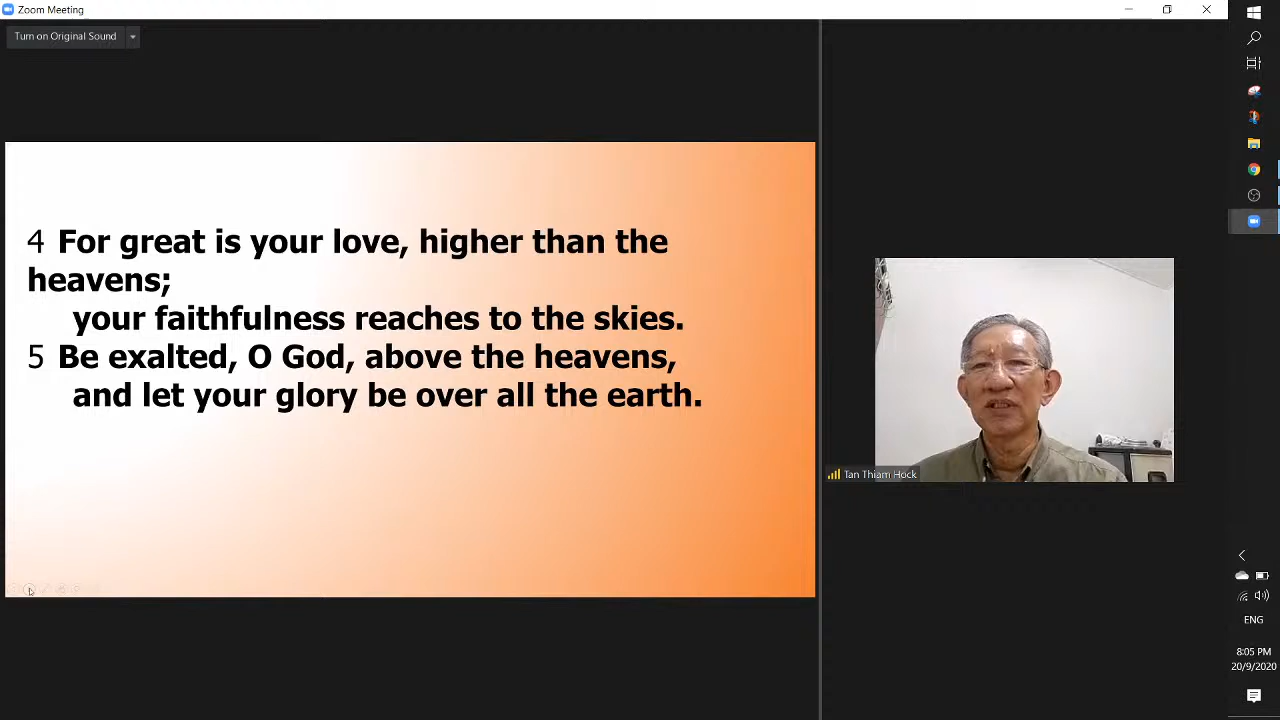 Zoom Meeting
Turn on Original Sound
4 For great is your love, higher than the
heavens;
your faithfulness reaches to the skies.
5 Be exalted, O God, above the heavens,
and let your glory be over all the earth.
Tan Thiam Hock
ENG
8:05 PM
20/9/2020